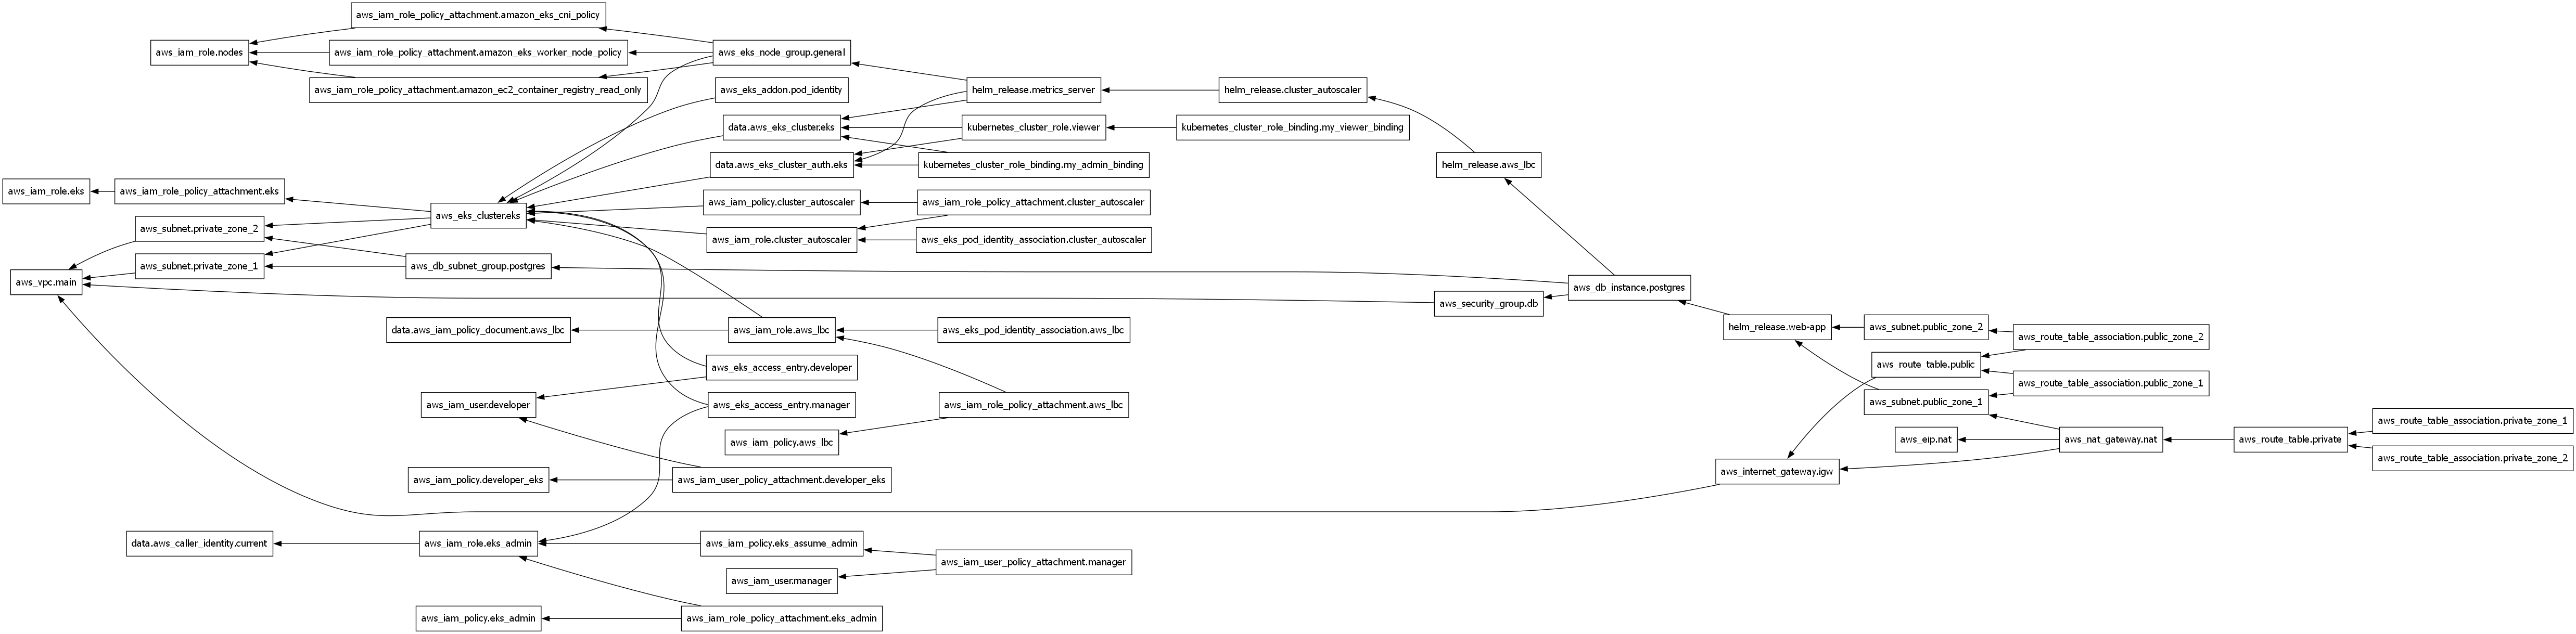 aws_iam_role_policy_attachment.amazon_eks_cni_policy
aws_iam_role.nodes
aws_iam_role_policy_attachment.amazon_eks_worker_node_policy
aws_eks_node_group.general
aws_iam_role_policy_attachment.amazon_ec2_container_registry_read_only
aws_eks_addon.pod_identity
helm_release.metrics_server
helm_release.cluster_autoscaler
data.aws_eks_cluster.eks
kubernetes_cluster_role.viewer
kubernetes_cluster_role_binding.my_viewer_binding
data.aws_eks_cluster_auth.eks
kubernetes_cluster_role_binding.my_admin_binding
helm_release.aws_lbc
aws_iam_role.eks
aws_iam_role_policy_attachment.eks
aws_iam_policy.cluster_autoscaler
aws_iam_role_policy_attachment.cluster_autoscaler
aws_eks_cluster.eks
aws_subnet.private_zone_2
aws_iam_role.cluster_autoscaler
aws_eks_pod_identity_association.cluster_autoscaler
aws_subnet.private_zone_1
aws_db_subnet_group.postgres
aws_vpc.main
aws_db_instance.postgres
aws_security_group.db
data.aws_iam_policy_document.aws_lbc
aws_iam_role.aws_lbc
aws_eks_pod_identity_association.aws_lbc
helm_release.web-app
aws_subnet.public_zone_2
aws_route_table_association.public_zone_2
aws_eks_access_entry.developer
aws_route_table.public
aws_route_table_association.public_zone_1
aws_iam_user.developer
aws_eks_access_entry.manager
aws_iam_role_policy_attachment.aws_lbc
aws_subnet.public_zone_1
aws_route_table_association.private_zone_1
aws_iam_policy.aws_lbc
aws_eip.nat
aws_nat_gateway.nat
aws_route_table.private
aws_route_table_association.private_zone_2
aws_internet_gateway.igw
aws_iam_policy.developer_eks
aws_iam_user_policy_attachment.developer_eks
data.aws_caller_identity.current
aws_iam_role.eks_admin
aws_iam_policy.eks_assume_admin
aws_iam_user_policy_attachment.manager
aws_iam_user.manager
aws_iam_policy.eks_admin
aws_iam_role_policy_attachment.eks_admin